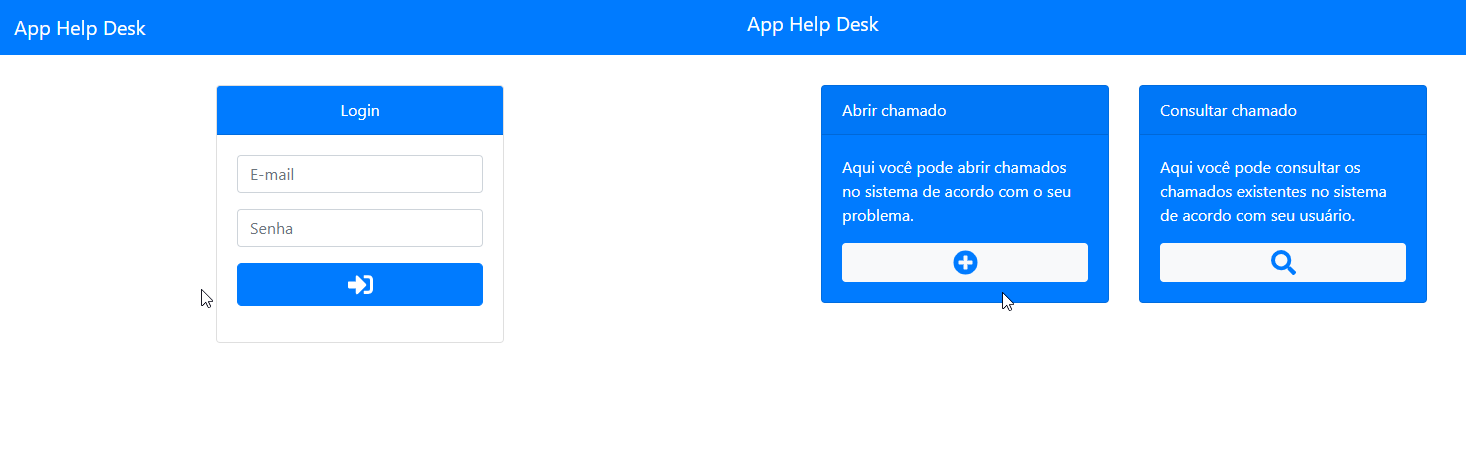 App Help Desk
Login
E-mail
Senha
App Help Desk
Abrir chamado
Aqui você pode abrir chamados
no sistema de acordo com o seu
problema.
Consultar chamado
Aqui você pode consultar os
chamados existentes no sistema
de acordo com seu usuário.